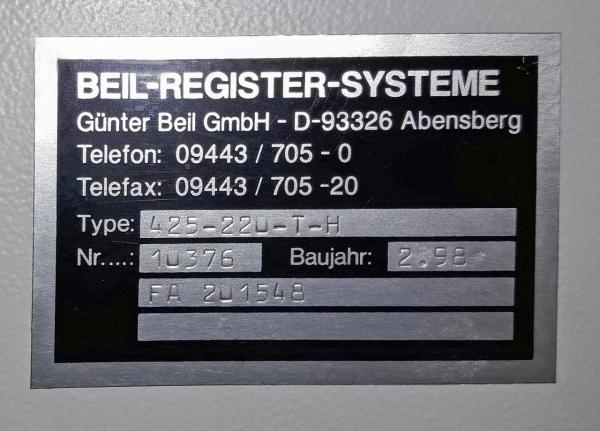 BEIL-REGISTER-SYSTEME
Günter Beil GmbH - D-93326 Abensberg
Telefon: 09443 / 705 - 0
Telefax: 09443 / 705 -20
Type: 425-220-T-H
Nr....: 10376 Baujahr: 2.98
FA 201548